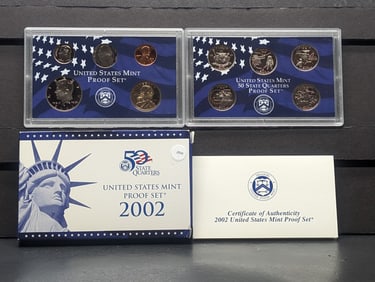 UNITED STATES MINT
PROOF SET®
UNITED STATES MINT
50 STATE QUARTERS
PROOF SET®
50
STATE
QUARTERS
UNITED STATES MINT
PROOF SET®
2002
Certificate of Authenticity
2002 United States Mint Proof Set®